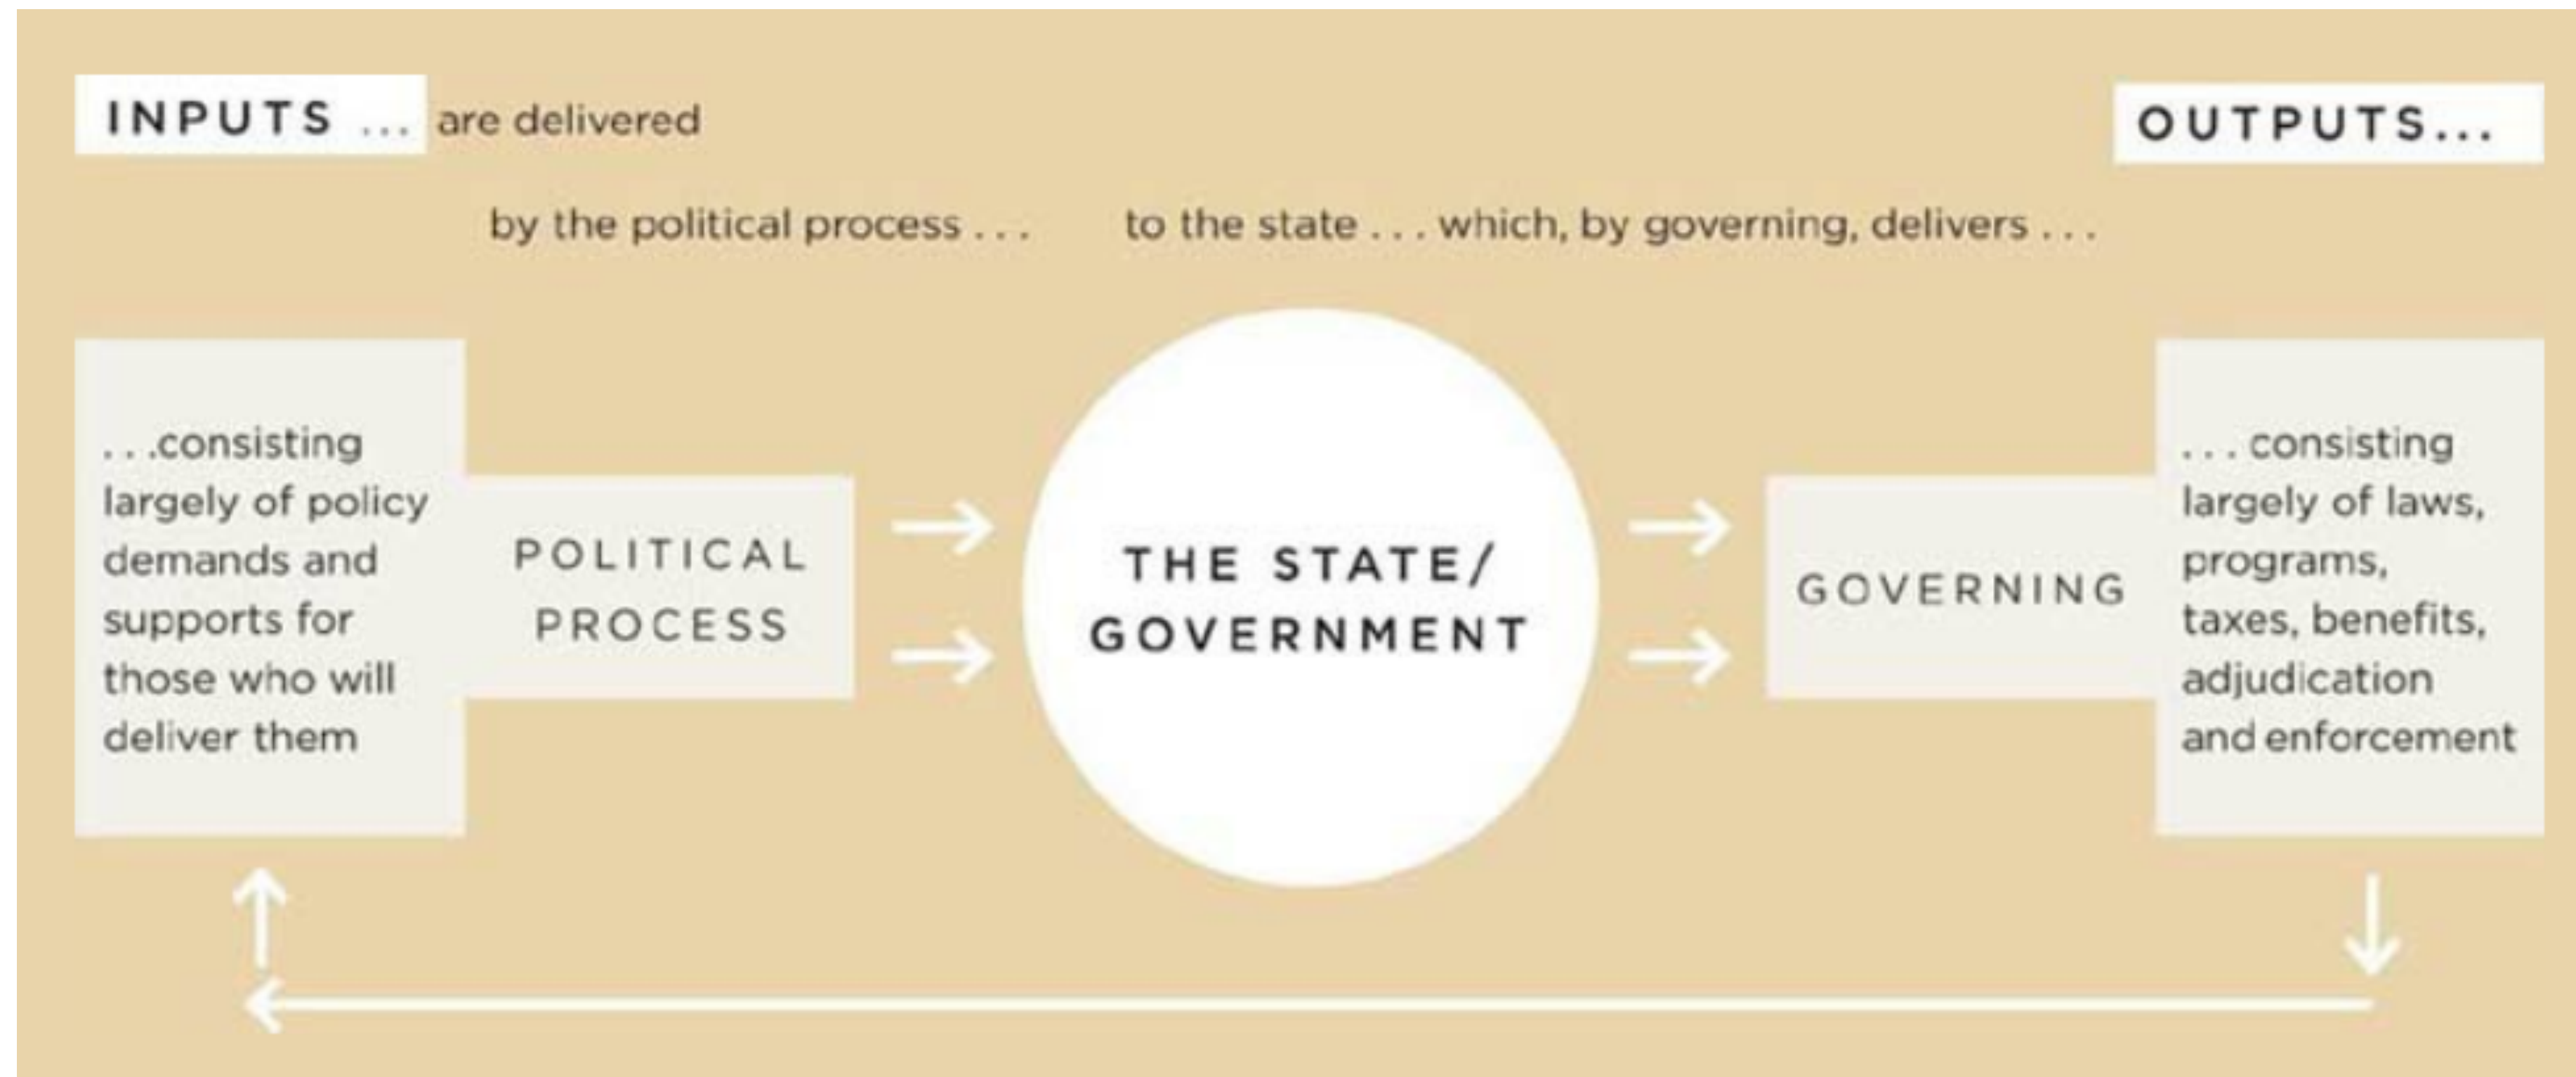 INPUTS ... are delivered
OUTPUTS...
by the political process . . .
to the state . . . which, by governing, delivers . . .
. . .consisting
largely of policy
demands and
supports for
those who will
deliver them
POLITICAL
PROCESS
THE STATE/
GOVERNMENT
GOVERNING
. . . consisting
largely of laws,
programs,
taxes, benefits,
adjudication
and enforcement